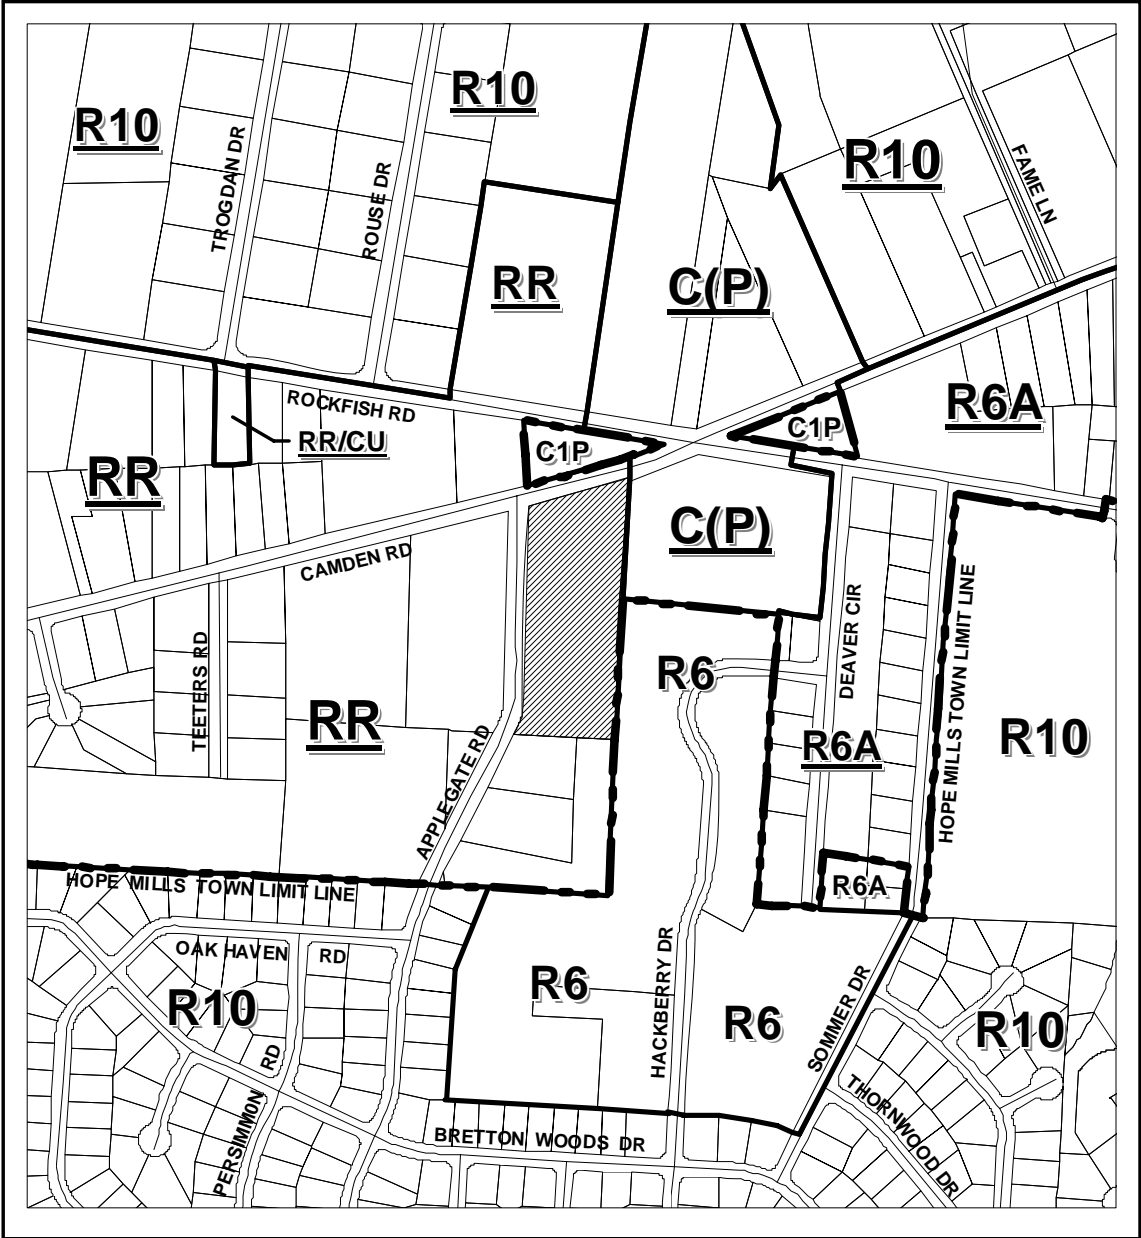 R10
R10
R10
TROGDAN DR
ROUSE DR
FAME LN
RR
C(P)
ROCKFISH RD
RR/CU
C1P
C1P
R6A
RR
C(P)
CAMDEN RD
HOPE MILLS TOWN LIMIT LINE
DEAVER CIR
TEETERS RD
R6
RR
R6A
R10
APPLEGATE RD
HOPE MILLS TOWN LIMIT LINE
R6A
OAK HAVEN RD
R10
R6
HACKBERRY DR
R6
SOMMER DR
R10
PERSIMMON RD
BRETTON WOODS DR
THORNWOOD DR